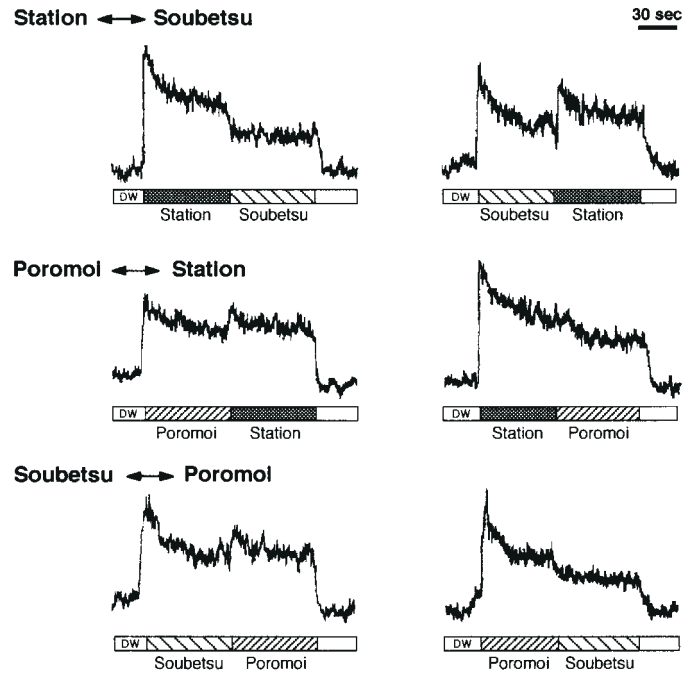 Station ↔ Soubetsu
30 sec
DW
Station Soubetsu
DW
Soubetsu Station
Poromoi ↔ Station
DW
Poromoi Station
DW
Station Poromoi
Soubetsu ↔ Poromoi
DW
Soubetsu Poromoi
DW
Poromoi Soubetsu